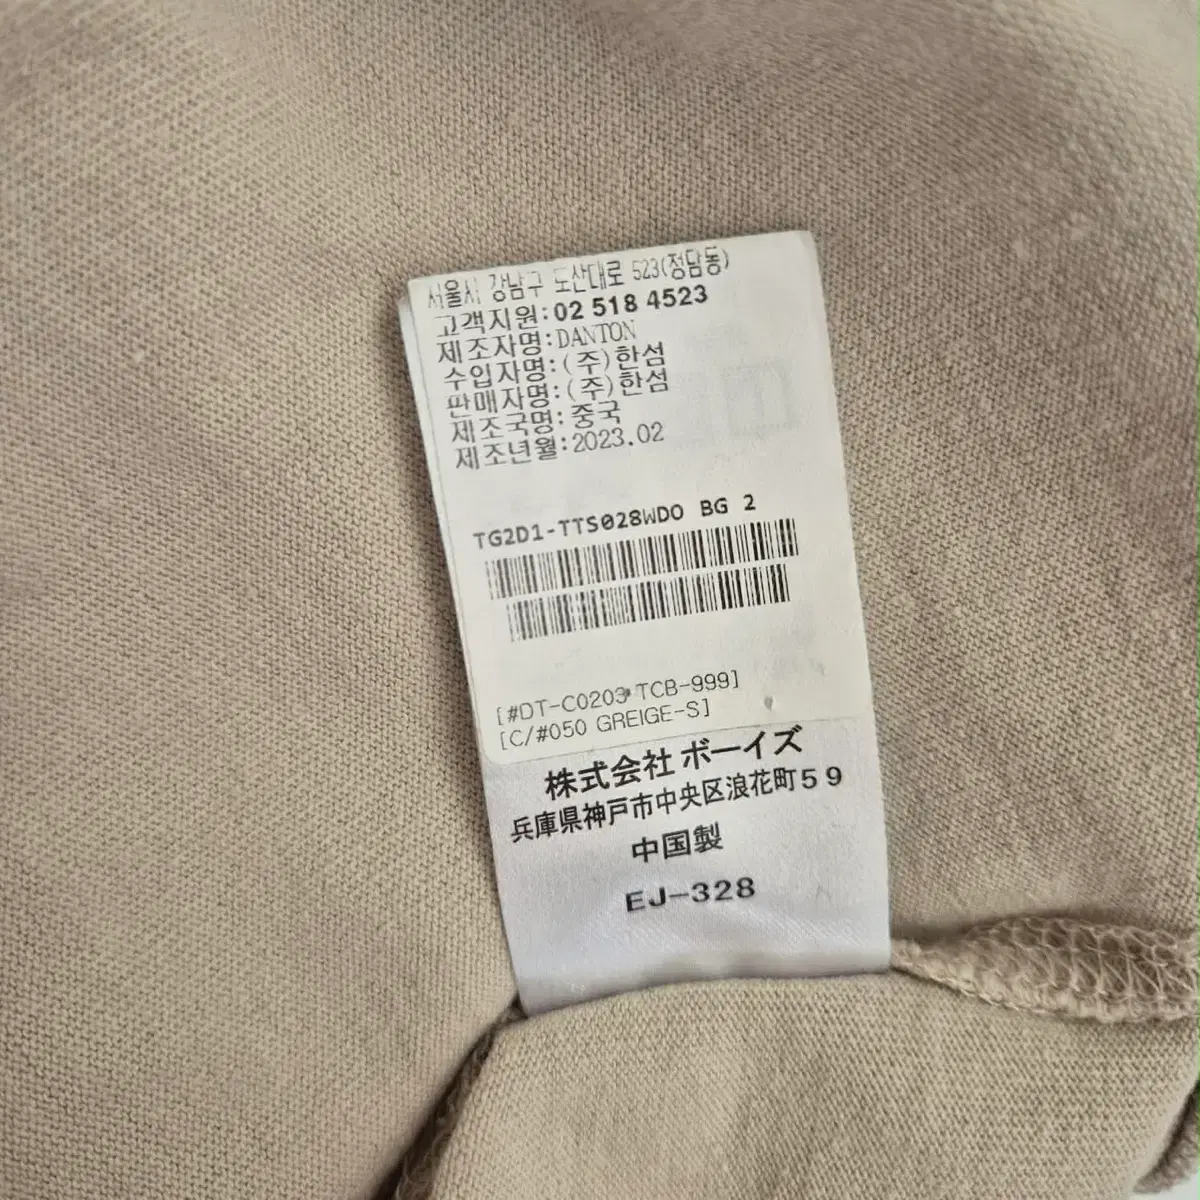 서울시 강남구 도산대로 523(청담동)
고객지원:02 518 4523
제조자명:DANTON
수입자명:(주)한섬
판매자명:(주)한섬
제조국명:중국
제조년월:2023.02
TG2D1-TTS028WDO BG 2
[#DT-C0203 TCB-999]
[C/#050 GREIGE-S]
株式会社 ボーイズ
兵庫県神戸市中央区浪花町59
中国製
EJ-328